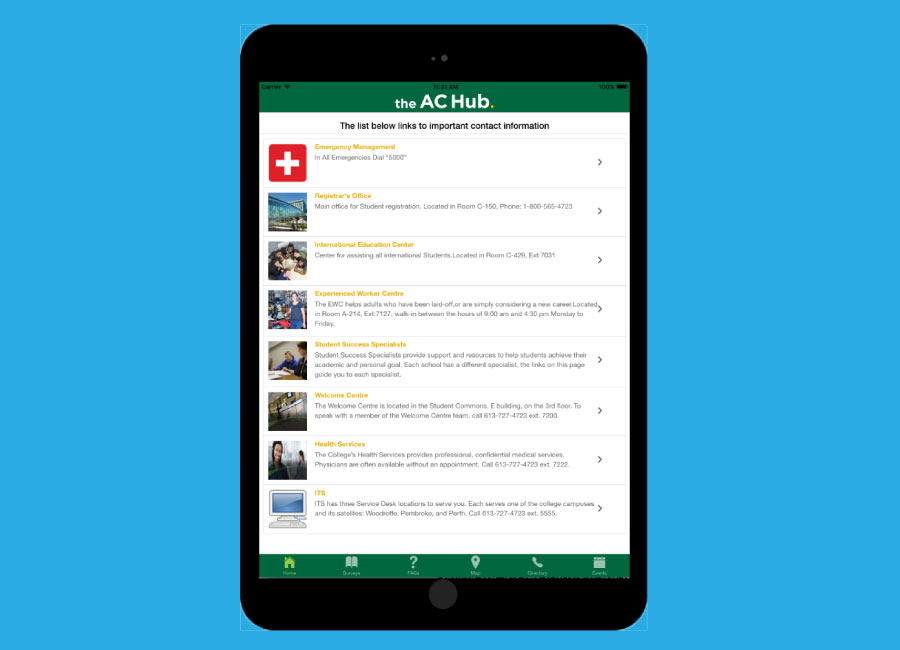 Carrier
11:31 AM
100%
the AC Hub.
The list below links to important contact information
Emergency Management
In All Emergencies Dial "5000"
Registrar's Office
Main office for Student registration. Located in Room C-150, Phone: 1-800-565-4723
International Education Center
Center for assisting all international Students.Located in Room C-429, Ext:7031
Experienced Worker Centre
The EWC helps adults who have been laid-off,or are simply considering a new career.Located
in Room A-214, Ext:7127, walk-in between the hours of 9:00 am and 4:30 pm Monday to
Friday.
Student Success Specialists
Student Success Specialists provide support and resources to help students achieve their
academic and personal goal. Each school has a different specialist, the links on this page
guide you to each specialist.
Welcome Centre
The Welcome Centre is located in the Student Commons, E building, on the 3rd floor. To
speak with a member of the Welcome Centre team, call 613-727-4723 ext. 7200.
Health Services
The College's Health Services provides professional, confidential medical services.
Physicians are often available without an appointment. Call 613-727-4723 ext. 7222.
ITS
ITS has three Service Desk locations to serve you. Each serves one of the college campuses
and its satelites: Woodroffe, Pembroke, and Perth. Call 613-727-4723 ext. 5555.
Home
Surveys
FAQs
Map
Directory
Events